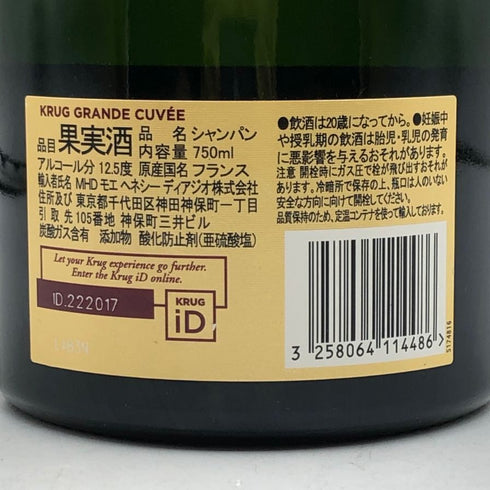 KRUG GRANDE CUVÉE
品目 果実酒 品名 シャンパン
内容量 750ml
アルコール分 12.5度 原産国名 フランス
輸入者氏名 MHD モエ ヘネシー ディアジオ株式会社
住所及び 東京都千代田区神田神保町一丁目
引取先 105番地 神保町三井ビル
炭酸ガス含有 添加物 酸化防止剤(亜硫酸塩)
●飲酒は20歳になってから。●妊娠中
や授乳期の飲酒は胎児・乳児の発育
に悪影響を与えるおそれがあります。
注意 開栓時にガス圧で栓が飛び出すおそれが
あります。冷暗所で保存の上、瓶口は人のいない
安全な方向に向けて開栓してください。
品質保持のため、定温コンテナを使って輸入しております。
Let your Krug experience go further.
Enter the Krug iD online.
ID.222017
KRUG
iD
3 258064 114486 >
5174816